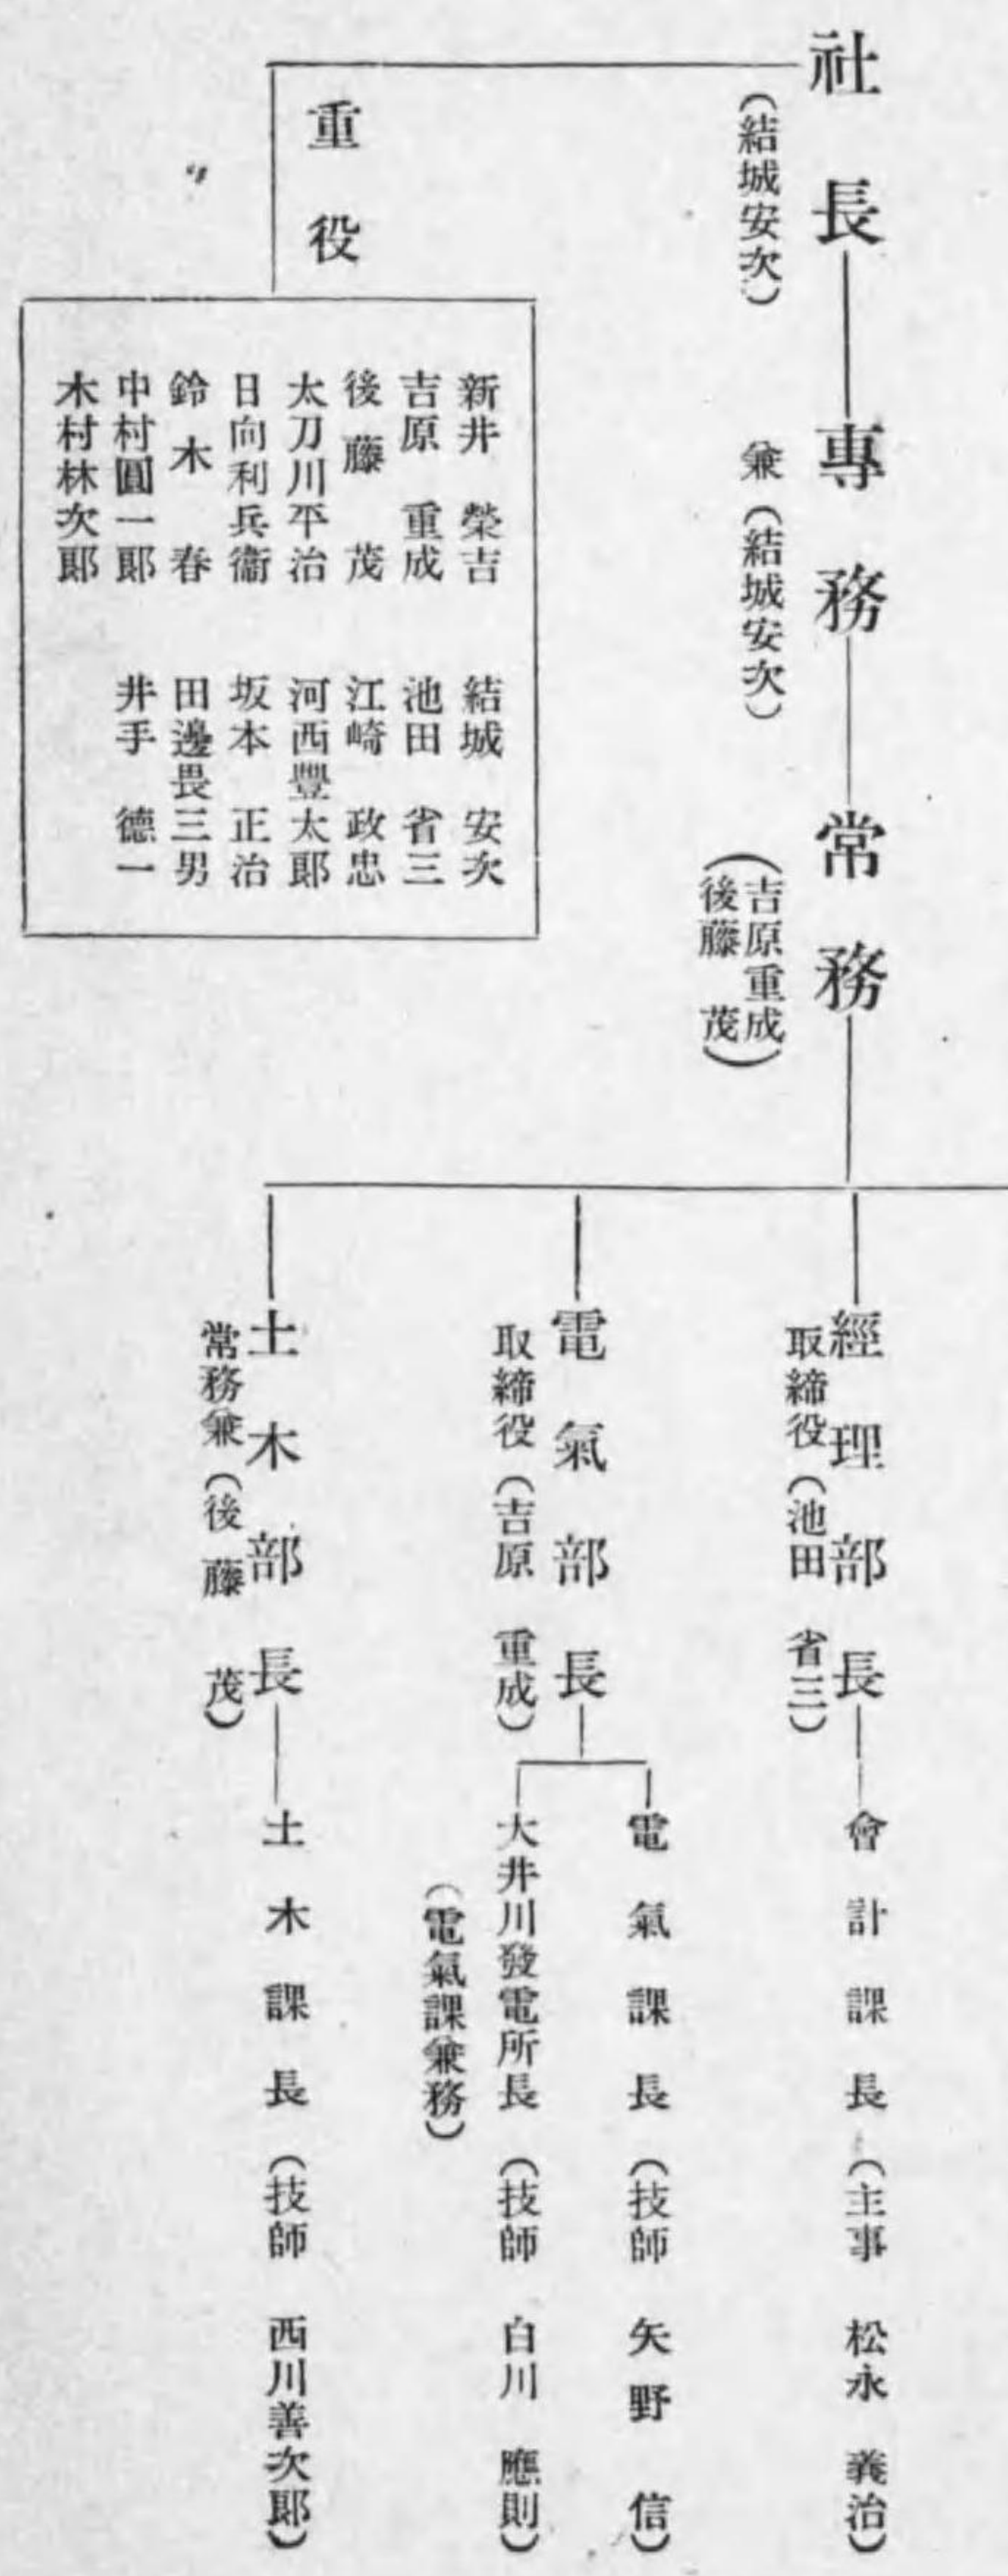 社長
(結城安次)
專務
兼(結城安次)
常務
(吉原重成
後藤 茂)
重役
新井 榮吉 結城 安次
吉原 重成 池田 省三
後藤 茂 江崎 政忠
太刀川平治 河西豐太郎
日向利兵衞 坂本 正治
鈴木 春 田邊畏三男
中村圓一郎 井手 德一
木村林次郎
經理部長
取締役(池田 省三)
會計課長(主事 松永 義治)
電氣部長
取締役(吉原 重成)
電氣課長(技師 矢野 信)
大井川發電所長(技師 白川 應則)
(電氣課兼務)
土木部長
常務兼(後藤 茂)
土木課長(技師 西川善次郎)